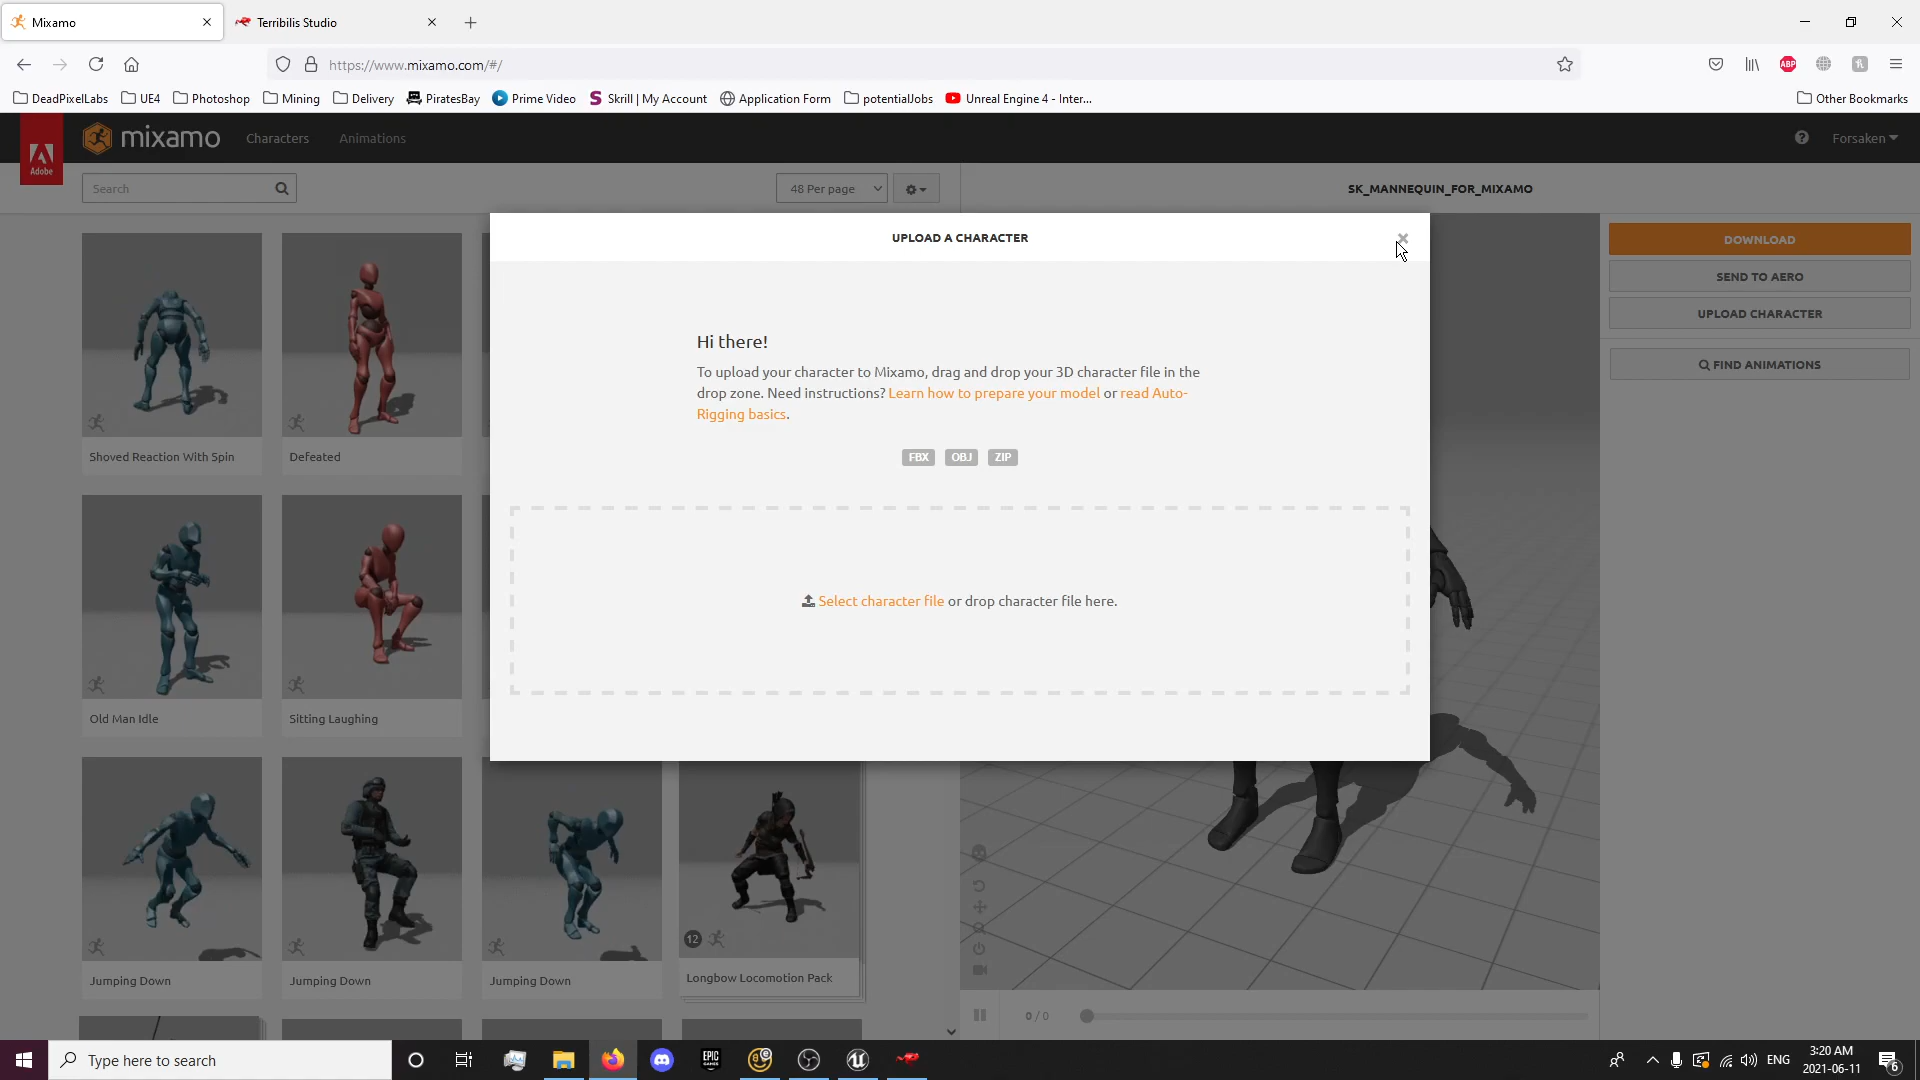 Mixamo
Terribilis Studio
https://www.mixamo.com/#/
ABP
DeadPixelLabs
UE4
Photoshop
Mining
Delivery
PiratesBay
Prime Video
Skrill | My Account
Application Form
potentialJobs
Unreal Engine 4 - Inter...
Other Bookmarks
Adobe
mixamo
Characters
Animations
Forsaken
Search
48 Per page
SK_MANNEQUIN_FOR_MIXAMO
UPLOAD A CHARACTER
DOWNLOAD
SEND TO AERO
UPLOAD CHARACTER
FIND ANIMATIONS
Hi there!
To upload your character to Mixamo, drag and drop your 3D character file in the
drop zone. Need instructions? Learn how to prepare your model or read Auto-
Rigging basics.
FBX OBJ ZIP
Select character file or drop character file here.
Shoved Reaction With Spin
Defeated
Old Man Idle
Sitting Laughing
12
Jumping Down
Jumping Down
Jumping Down
Longbow Locomotion Pack
0 / 0
Type here to search
EPIC
GAMES
ENG
3:20 AM
2021-06-11
6